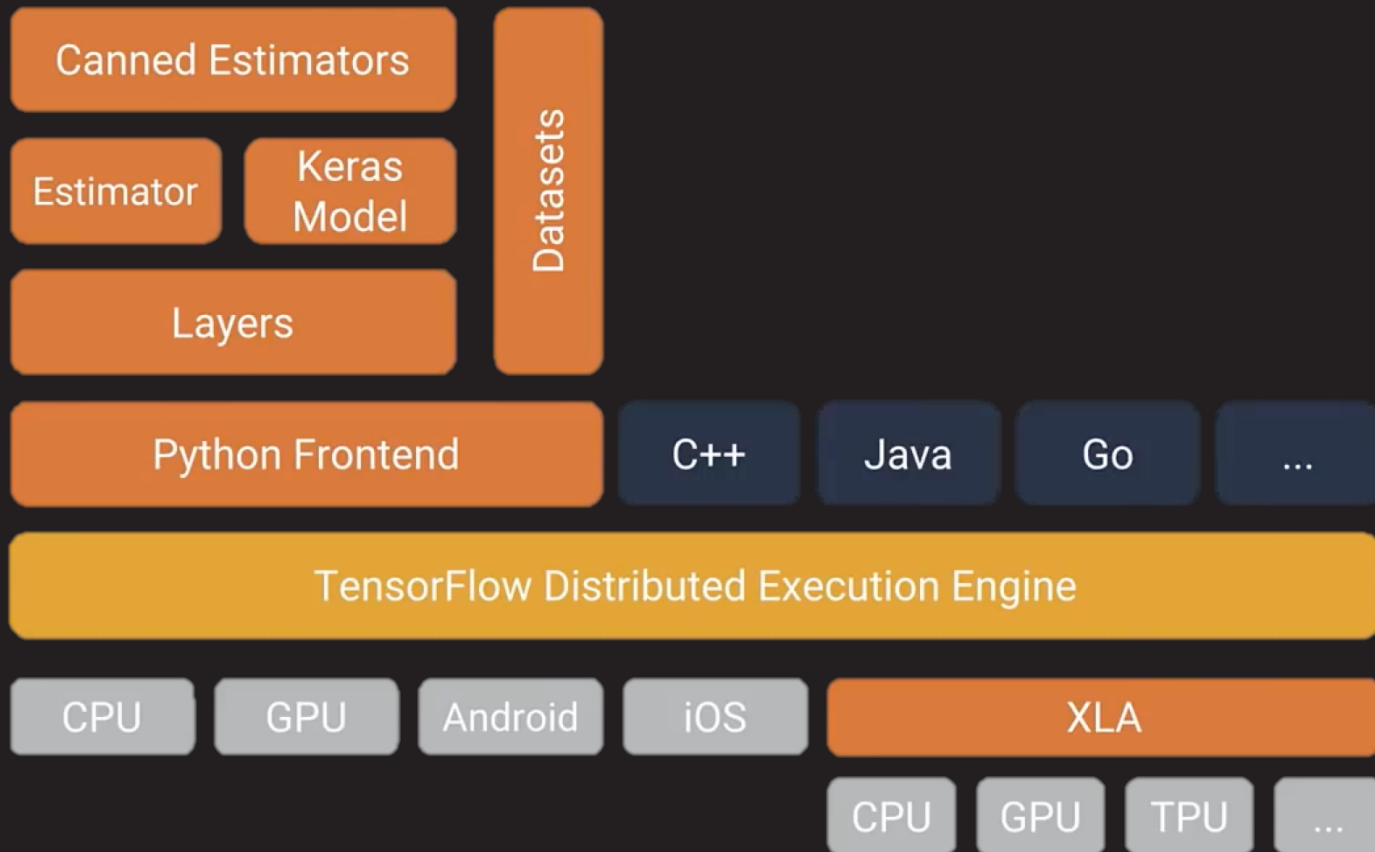 Canned Estimators
Datasets
Estimator
Keras
Model
Layers
Python Frontend
C++
Java
Go
...
TensorFlow Distributed Execution Engine
CPU
GPU
Android
iOS
XLA
CPU
GPU
TPU
...